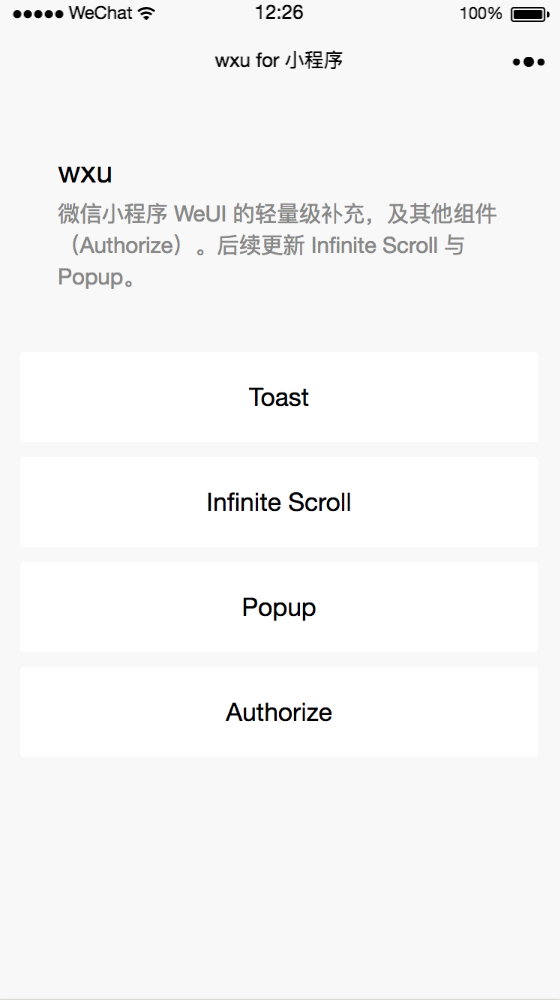 WeChat 12:26 100%
wxu for 小程序
wxu
微信小程序 WeUI 的轻量级补充，及其他组件
（Authorize）。后续更新 Infinite Scroll 与
Popup。
Toast
Infinite Scroll
Popup
Authorize